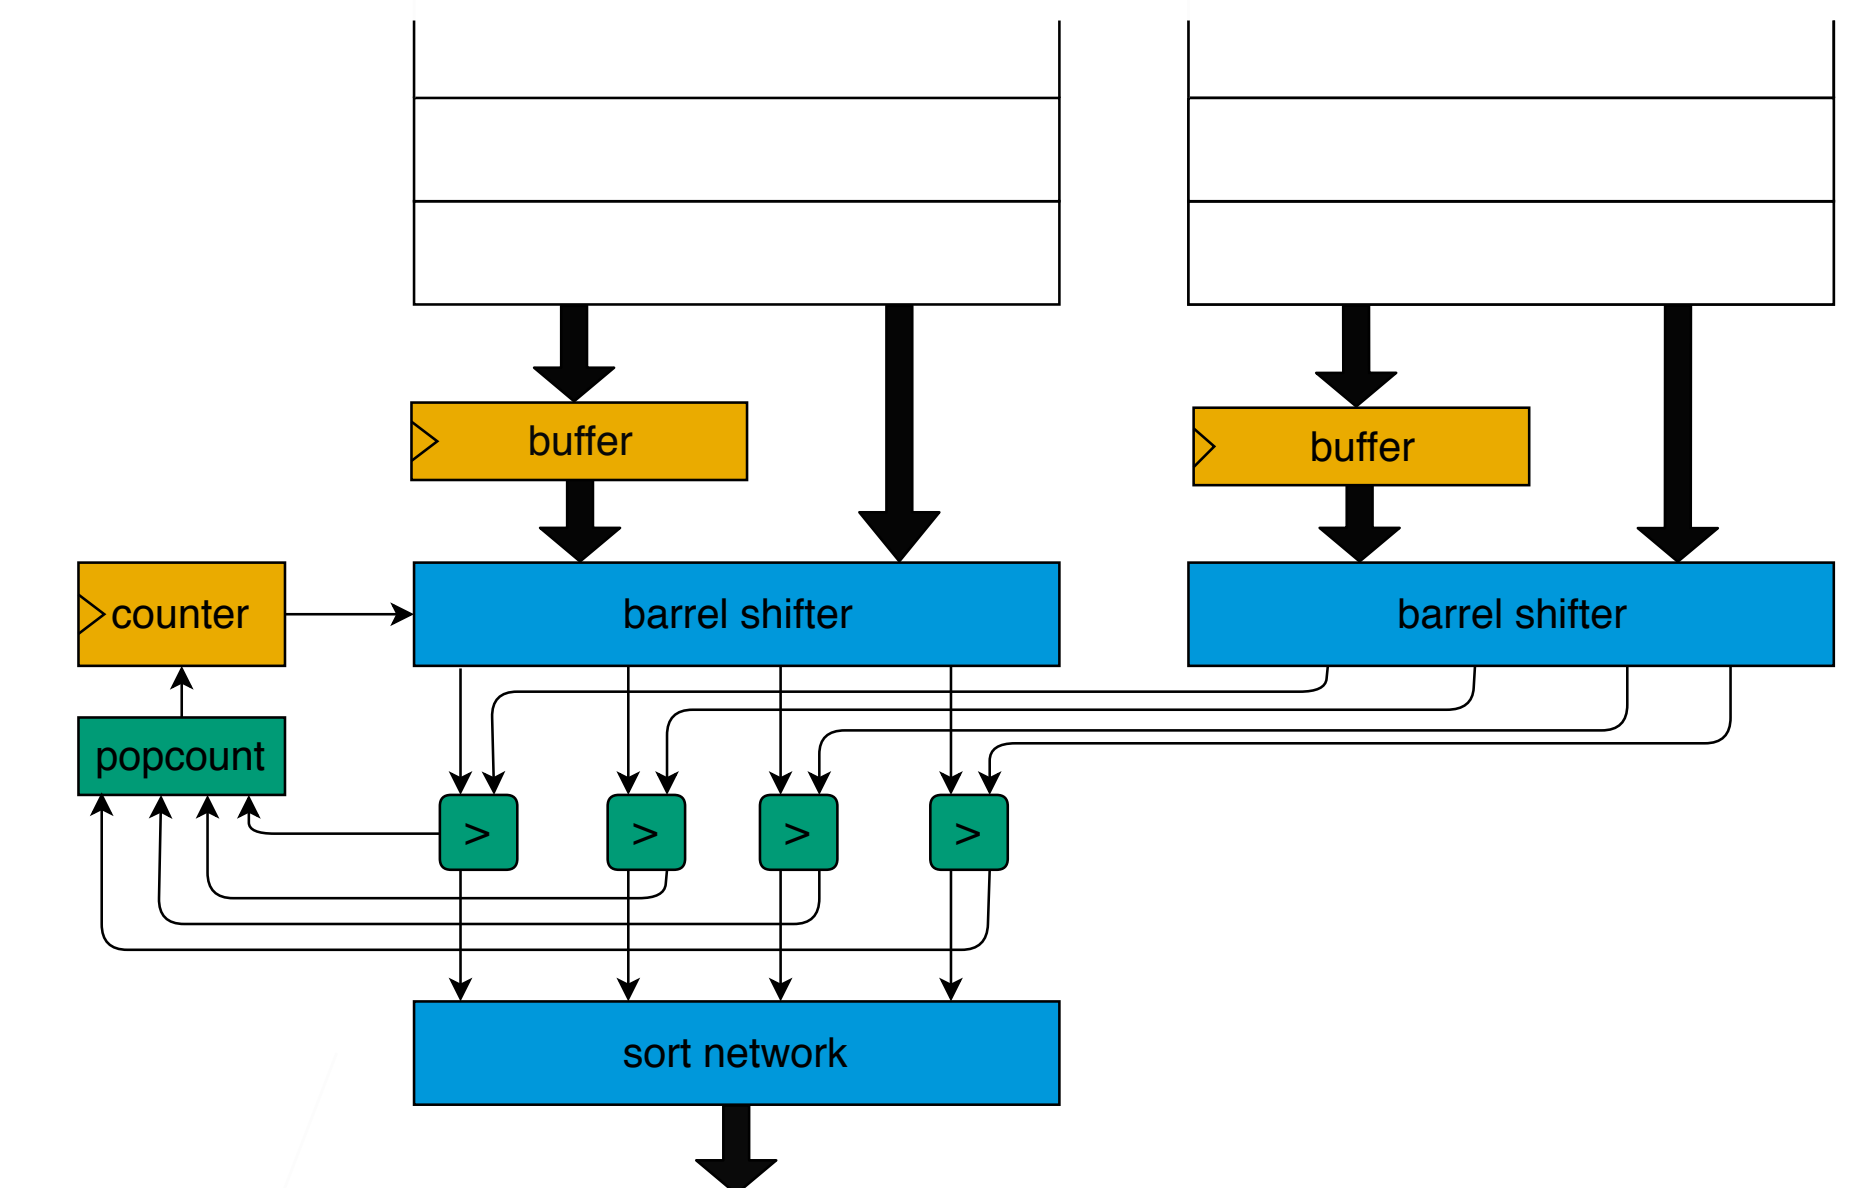 buffer
buffer
counter
barrel shifter
barrel shifter
popcount
>
>
>
>
sort network